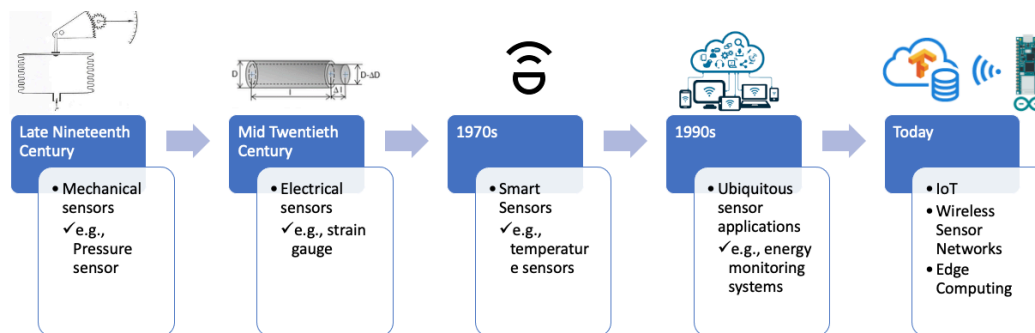 D
D-ΔD
l
Δl
Late Nineteenth
Century
• Mechanical
sensors
✓e.g.,
Pressure
sensor
Mid Twentieth
Century
• Electrical
sensors
✓e.g., strain
gauge
1970s
• Smart
Sensors
✓e.g.,
temperatur
e sensors
1990s
• Ubiquitous
sensor
applications
✓e.g., energy
monitoring
systems
Today
• IoT
• Wireless
Sensor
Networks
• Edge
Computing